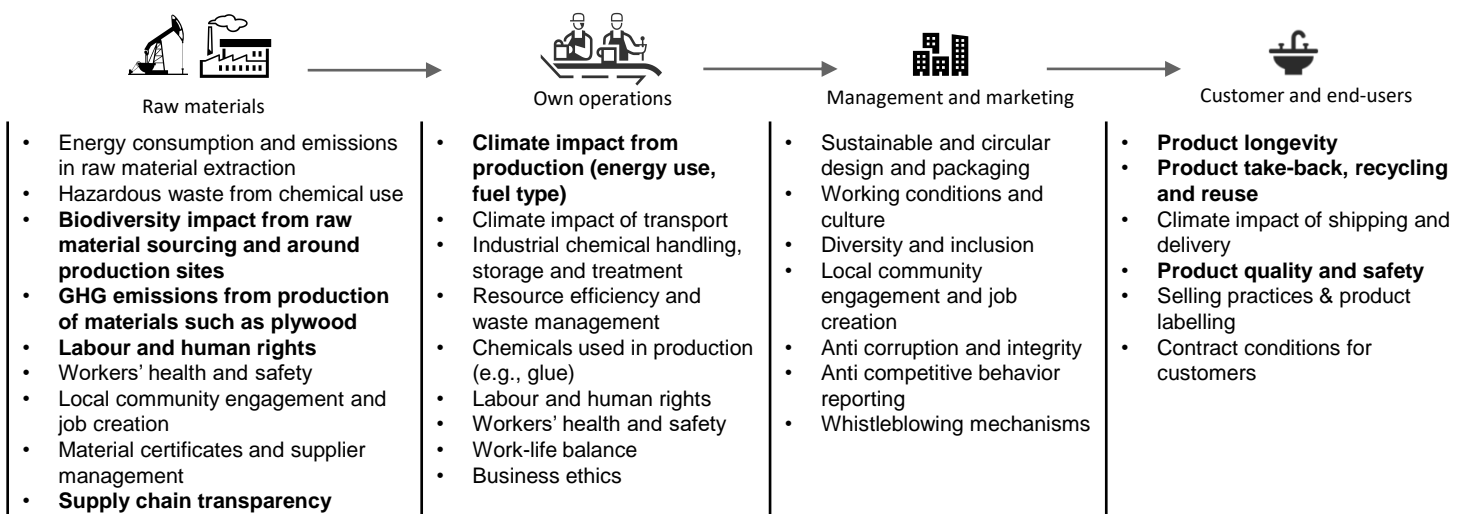 Raw materials
Own operations
Management and marketing
Customer and end-users
• Energy consumption and emissions
in raw material extraction
• Hazardous waste from chemical use
• Biodiversity impact from raw
material sourcing and around
production sites
• GHG emissions from production
of materials such as plywood
• Labour and human rights
• Workers' health and safety
• Local community engagement and
job creation
• Material certificates and supplier
management
• Supply chain transparency
• Climate impact from
production (energy use,
fuel type)
• Climate impact of transport
• Industrial chemical handling,
storage and treatment
• Resource efficiency and
waste management
• Chemicals used in production
(e.g., glue)
• Labour and human rights
• Workers' health and safety
• Work-life balance
• Business ethics
• Sustainable and circular
design and packaging
• Working conditions and
culture
• Diversity and inclusion
• Local community
engagement and job
creation
• Anti corruption and integrity
• Anti competitive behavior
reporting
• Whistleblowing mechanisms
• Product longevity
• Product take-back, recycling
and reuse
• Climate impact of shipping and
delivery
• Product quality and safety
• Selling practices & product
labelling
• Contract conditions for
customers